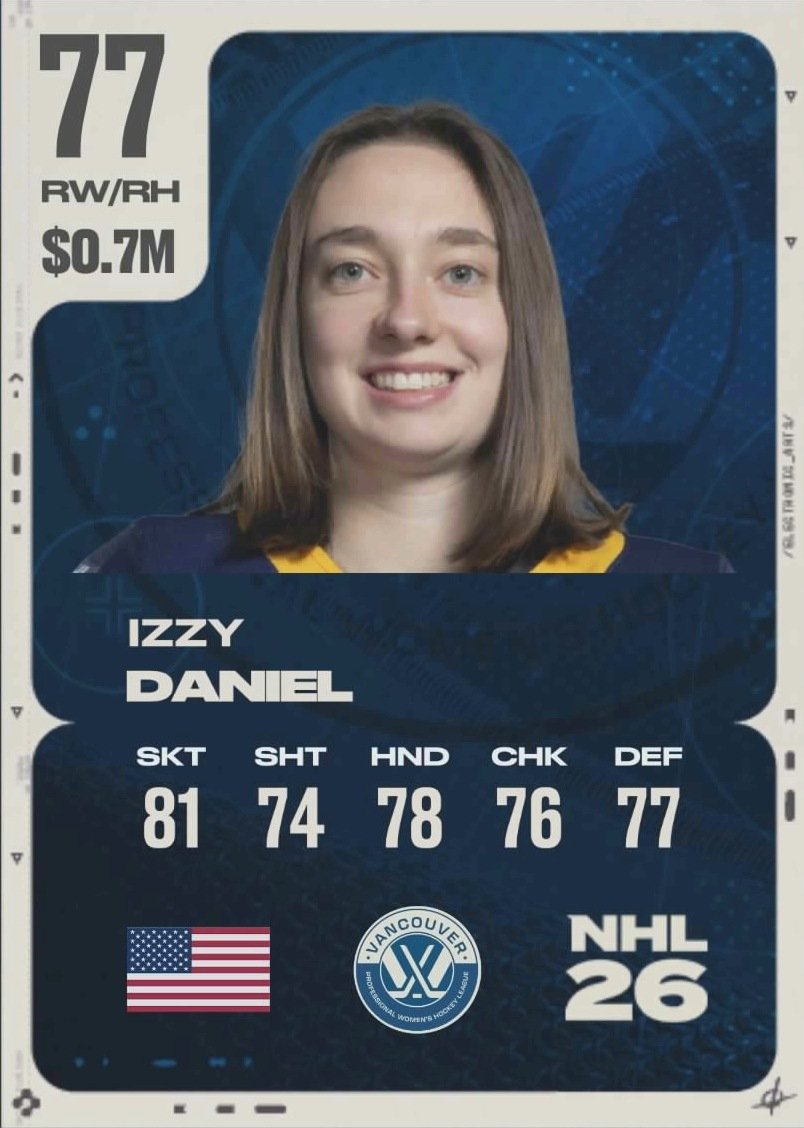 77
RW/RH
$0.7M
IZZY
DANIEL
SKT SHT HND CHK DEF
81 74 78 76 77
VANCOUVER
PROFESSIONAL WOMEN'S HOCKEY LEAGUE
NHL
26